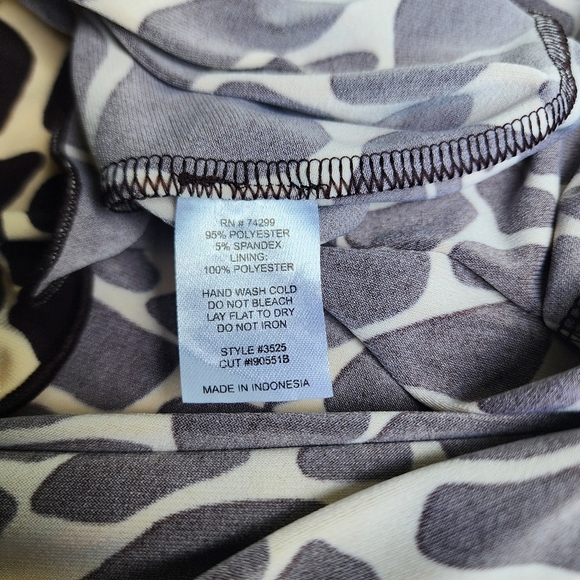 RN # 74299
95% POLYESTER
5% SPANDEX
LINING:
100% POLYESTER
HAND WASH COLD
DO NOT BLEACH
LAY FLAT TO DRY
DO NOT IRON
STYLE #3525
CUT #I90551B
MADE IN INDONESIA